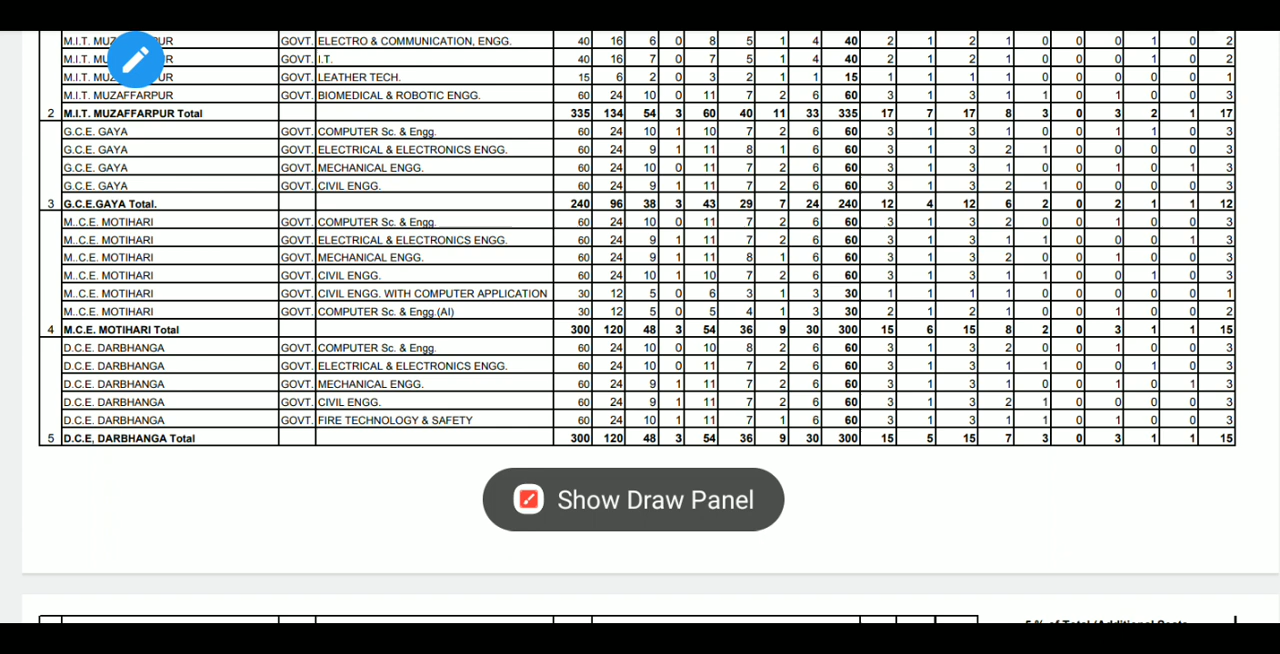 M.I.T. MUZ UR GOVT. ELECTRO & COMMUNICATION, ENGG. 40 16 6 0 8 5 1 4 40 2 1 2 1 0 0 0 1 0 2
M.I.T. MU UR GOVT. I.T. 40 16 7 0 7 5 1 4 40 2 1 2 1 0 0 0 1 0 2
M.I.T. MUZ UR GOVT. LEATHER TECH. 15 6 2 0 3 2 1 1 15 1 1 1 1 0 0 0 0 0 1
M.I.T. MUZAFFARPUR GOVT. BIOMEDICAL & ROBOTIC ENGG. 60 24 10 0 11 7 2 6 60 3 1 3 1 1 0 1 0 0 3
2 M.I.T. MUZAFFARPUR Total 335 134 54 3 60 40 11 33 335 17 7 17 8 3 0 3 2 1 17
G.C.E. GAYA GOVT. COMPUTER Sc. & Engg. 60 24 10 1 10 7 2 6 60 3 1 3 1 0 0 1 1 0 3
G.C.E. GAYA GOVT. ELECTRICAL & ELECTRONICS ENGG. 60 24 9 1 11 8 1 6 60 3 1 3 2 1 0 0 0 0 3
G.C.E. GAYA GOVT. MECHANICAL ENGG. 60 24 10 0 11 7 2 6 60 3 1 3 1 0 0 1 0 1 3
G.C.E. GAYA GOVT. CIVIL ENGG. 60 24 9 1 11 7 2 6 60 3 1 3 2 1 0 0 0 0 3
3 G.C.E.GAYA Total. 240 96 38 3 43 29 7 24 240 12 4 12 6 2 0 2 1 1 12
M..C.E. MOTIHARI GOVT. COMPUTER Sc. & Engg. 60 24 10 0 11 7 2 6 60 3 1 3 2 0 0 1 0 0 3
M..C.E. MOTIHARI GOVT. ELECTRICAL & ELECTRONICS ENGG. 60 24 9 1 11 7 2 6 60 3 1 3 1 1 0 0 0 1 3
M..C.E. MOTIHARI GOVT. MECHANICAL ENGG. 60 24 9 1 11 8 1 6 60 3 1 3 2 0 0 1 0 0 3
M..C.E. MOTIHARI GOVT. CIVIL ENGG. 60 24 10 1 10 7 2 6 60 3 1 3 1 1 0 0 1 0 3
M..C.E. MOTIHARI GOVT. CIVIL ENGG. WITH COMPUTER APPLICATION 30 12 5 0 6 3 1 3 30 1 1 1 1 0 0 0 0 0 1
M..C.E. MOTIHARI GOVT. COMPUTER Sc. & Engg.(AI) 30 12 5 0 5 4 1 3 30 2 1 2 1 0 0 1 0 0 2
4 M.C.E. MOTIHARI Total 300 120 48 3 54 36 9 30 300 15 6 15 8 2 0 3 1 1 15
D.C.E. DARBHANGA GOVT. COMPUTER Sc. & Engg. 60 24 10 0 10 8 2 6 60 3 1 3 2 0 0 1 0 0 3
D.C.E. DARBHANGA GOVT. ELECTRICAL & ELECTRONICS ENGG. 60 24 10 0 11 7 2 6 60 3 1 3 1 1 0 0 1 0 3
D.C.E. DARBHANGA GOVT. MECHANICAL ENGG. 60 24 9 1 11 7 2 6 60 3 1 3 1 0 0 1 0 1 3
D.C.E. DARBHANGA GOVT. CIVIL ENGG. 60 24 9 1 11 7 2 6 60 3 1 3 2 1 0 0 0 0 3
D.C.E. DARBHANGA GOVT. FIRE TECHNOLOGY & SAFETY 60 24 10 1 11 7 1 6 60 3 1 3 1 1 0 1 0 0 3
5 D.C.E, DARBHANGA Total 300 120 48 3 54 36 9 30 300 15 5 15 7 3 0 3 1 1 15
Show Draw Panel